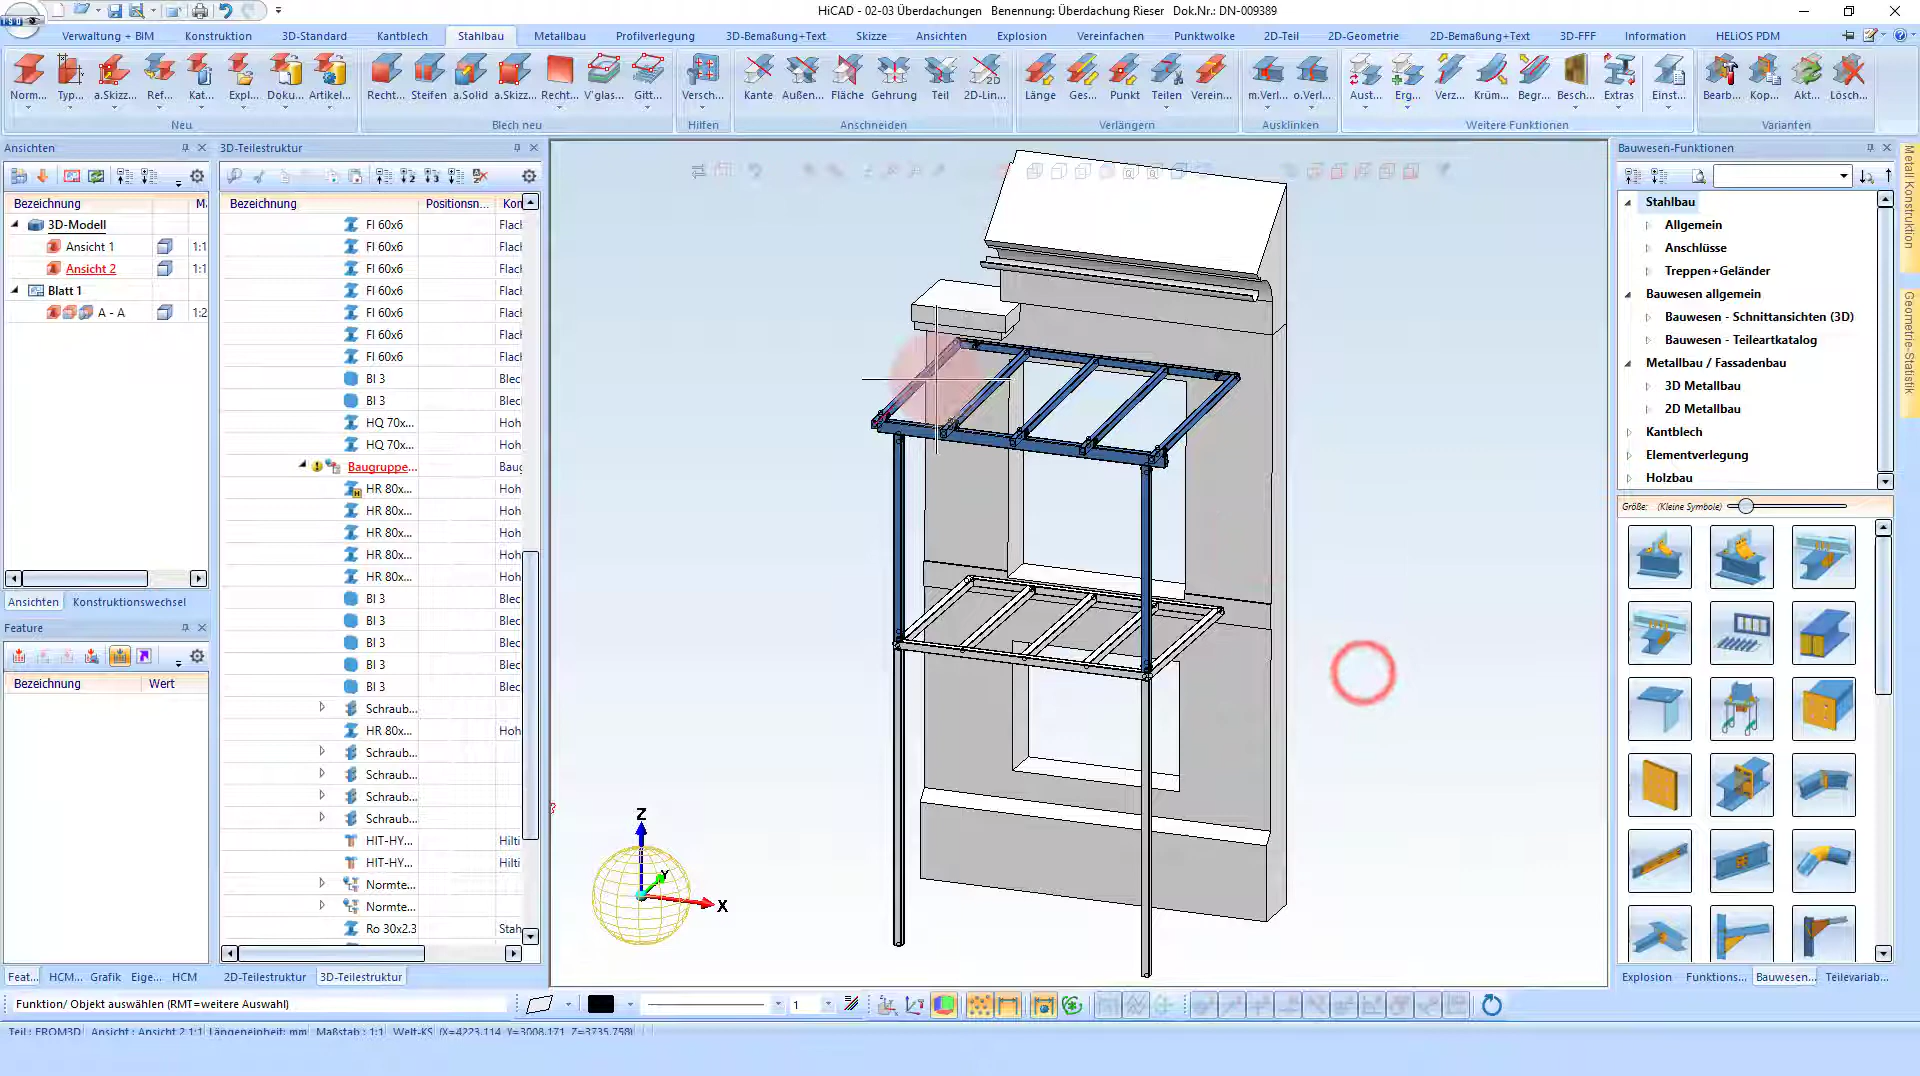 HiCAD - 02-03 Überdachungen   Benennung: Überdachung Rieser   Dok.Nr.: DN-009389
Verwaltung + BIM   Konstruktion   3D-Standard   Kantblech   Stahlbau   Metallbau   Profilverlegung   3D-Bemaßung+Text   Skizze   Ansichten   Explosion   Vereinfachen   Punktwolke   2D-Teil   2D-Geometrie   2D-Bemaßung+Text   3D-FFF   Information   HELiOS PDM
Norm...   Typ...   a.Skizz...   Ref...   Kat...   Expl...   Doku...   Artikel...   Recht...   Steifen   a.Solid   a.Skizz...   Recht...   V'glas...   Gitt...   Versch...   Kante   Außen...   Fläche   Gehrung   Teil   2D-Lin...   Länge   Ges...   Punkt   Teilen   Verein...   m.Verl...   o.Verl...   Aust...   Erg...   Verz...   Krüm...   Begr...   Besch...   Extras   Einst...   Bearb...   Kop...   Akt...   Lösch...
Neu   Blech neu   Hilfen   Anschneiden   Verlängern   Ausklinken   Weitere Funktionen   Varianten
Ansichten
Bezeichnung   M
3D-Modell
Ansicht 1   1:1
Ansicht 2   1:1
Blatt 1
A - A   1:2
Ansichten   Konstruktionswechsel
Feature
Bezeichnung   Wert
Feat...   HCM...   Grafik   Eige...   HCM
3D-Teilestruktur
Bezeichnung   Positionsn...   Kon
Fl 60x6   Flach
Fl 60x6   Flach
Fl 60x6   Flach
Fl 60x6   Flach
Fl 60x6   Flach
Fl 60x6   Flach
Fl 60x6   Flach
Bl 3   Blec
Bl 3   Blec
HQ 70x...   Hoh
HQ 70x...   Hoh
Baugruppe...   Baug
HR 80x...   Hoh
HR 80x...   Hoh
HR 80x...   Hoh
HR 80x...   Hoh
HR 80x...   Hoh
Bl 3   Blec
Bl 3   Blec
Bl 3   Blec
Bl 3   Blec
Bl 3   Blec
Schraub...
HR 80x...   Hoh
Schraub...
Schraub...
Schraub...
Schraub...
HIT-HY...   Hilti
HIT-HY...   Hilti
Normte...
Normte...
Ro 30x2.3   Stah
2D-Teilestruktur   3D-Teilestruktur
Z
Y
X
Bauwesen-Funktionen
Stahlbau
Allgemein
Anschlüsse
Treppen+Geländer
Bauwesen allgemein
Bauwesen - Schnittansichten (3D)
Bauwesen - Teileartkatalog
Metallbau / Fassadenbau
3D Metallbau
2D Metallbau
Kantblech
Elementverlegung
Holzbau
Größe:   (Kleine Symbole)
Explosion   Funktions...   Bauwesen...   Teilevariab...
Metall Konstruktion
Geometrie-Statistik
Funktion/ Objekt auswählen (RMT=weitere Auswahl)   1
Teil : FROM3D   Ansicht : Ansicht 2 1:1   Längeneinheit: mm   Maßstab : 1:1   Welt-KS   (X=4223.114  Y=3008.171  Z=3735.758)